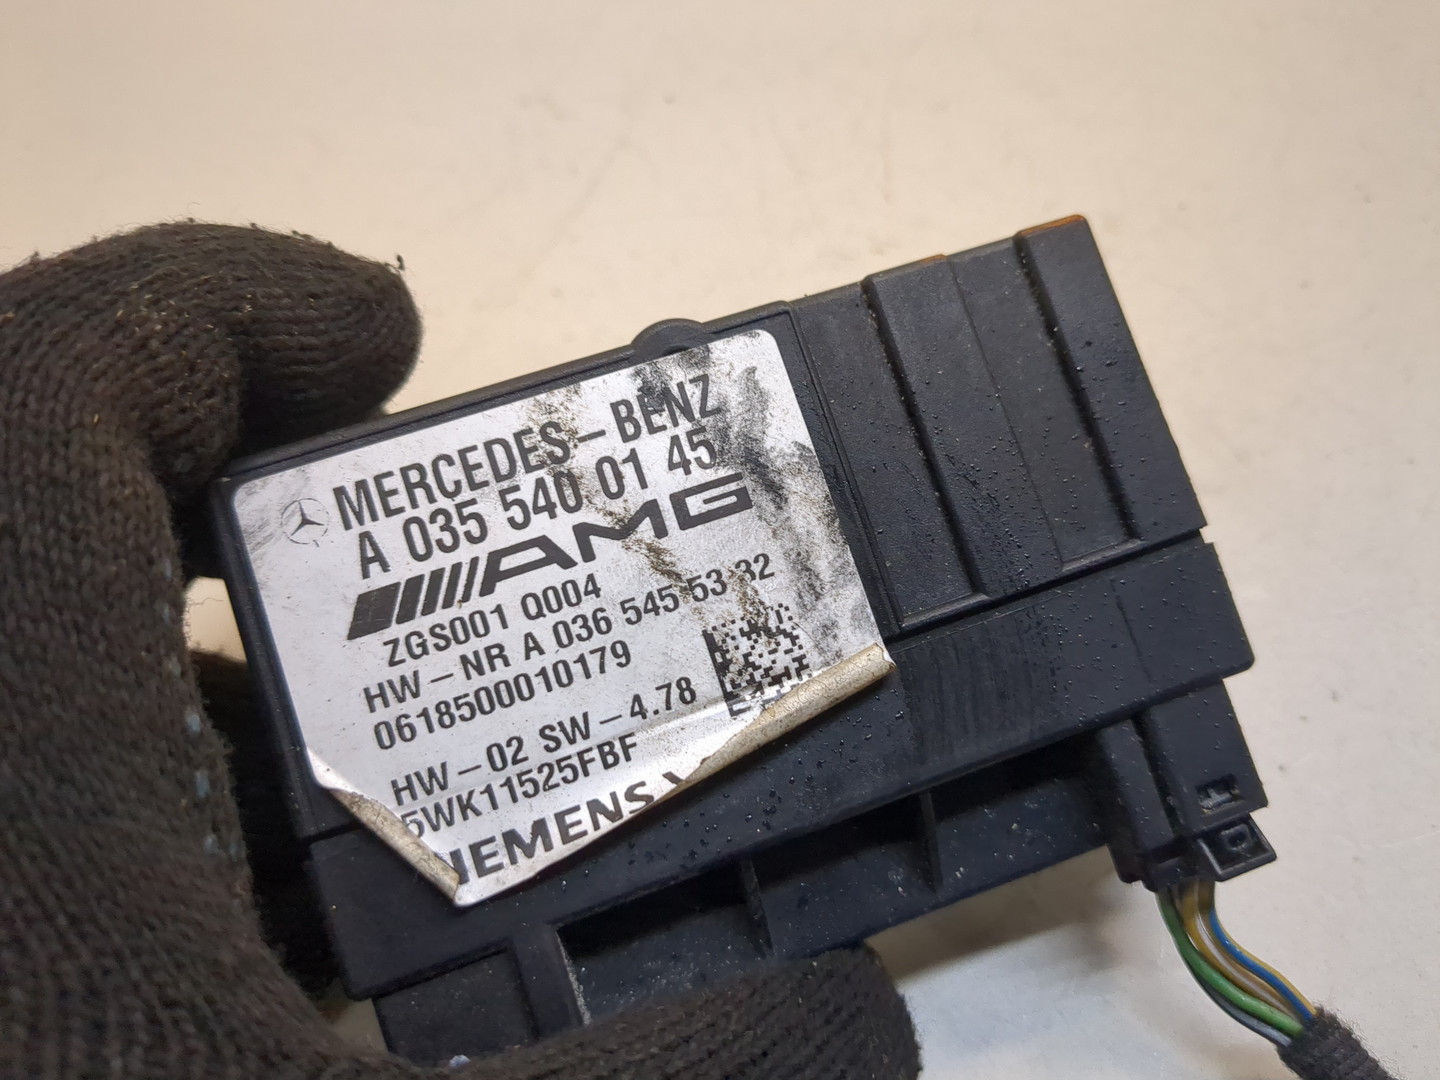 MERCEDES-BENZ
A 035 540 01 45
AMG
ZGS001 Q004
HW-NR A 036 545 53 32
0618500010179
HW-02 SW-4.78
5WK11525FBF